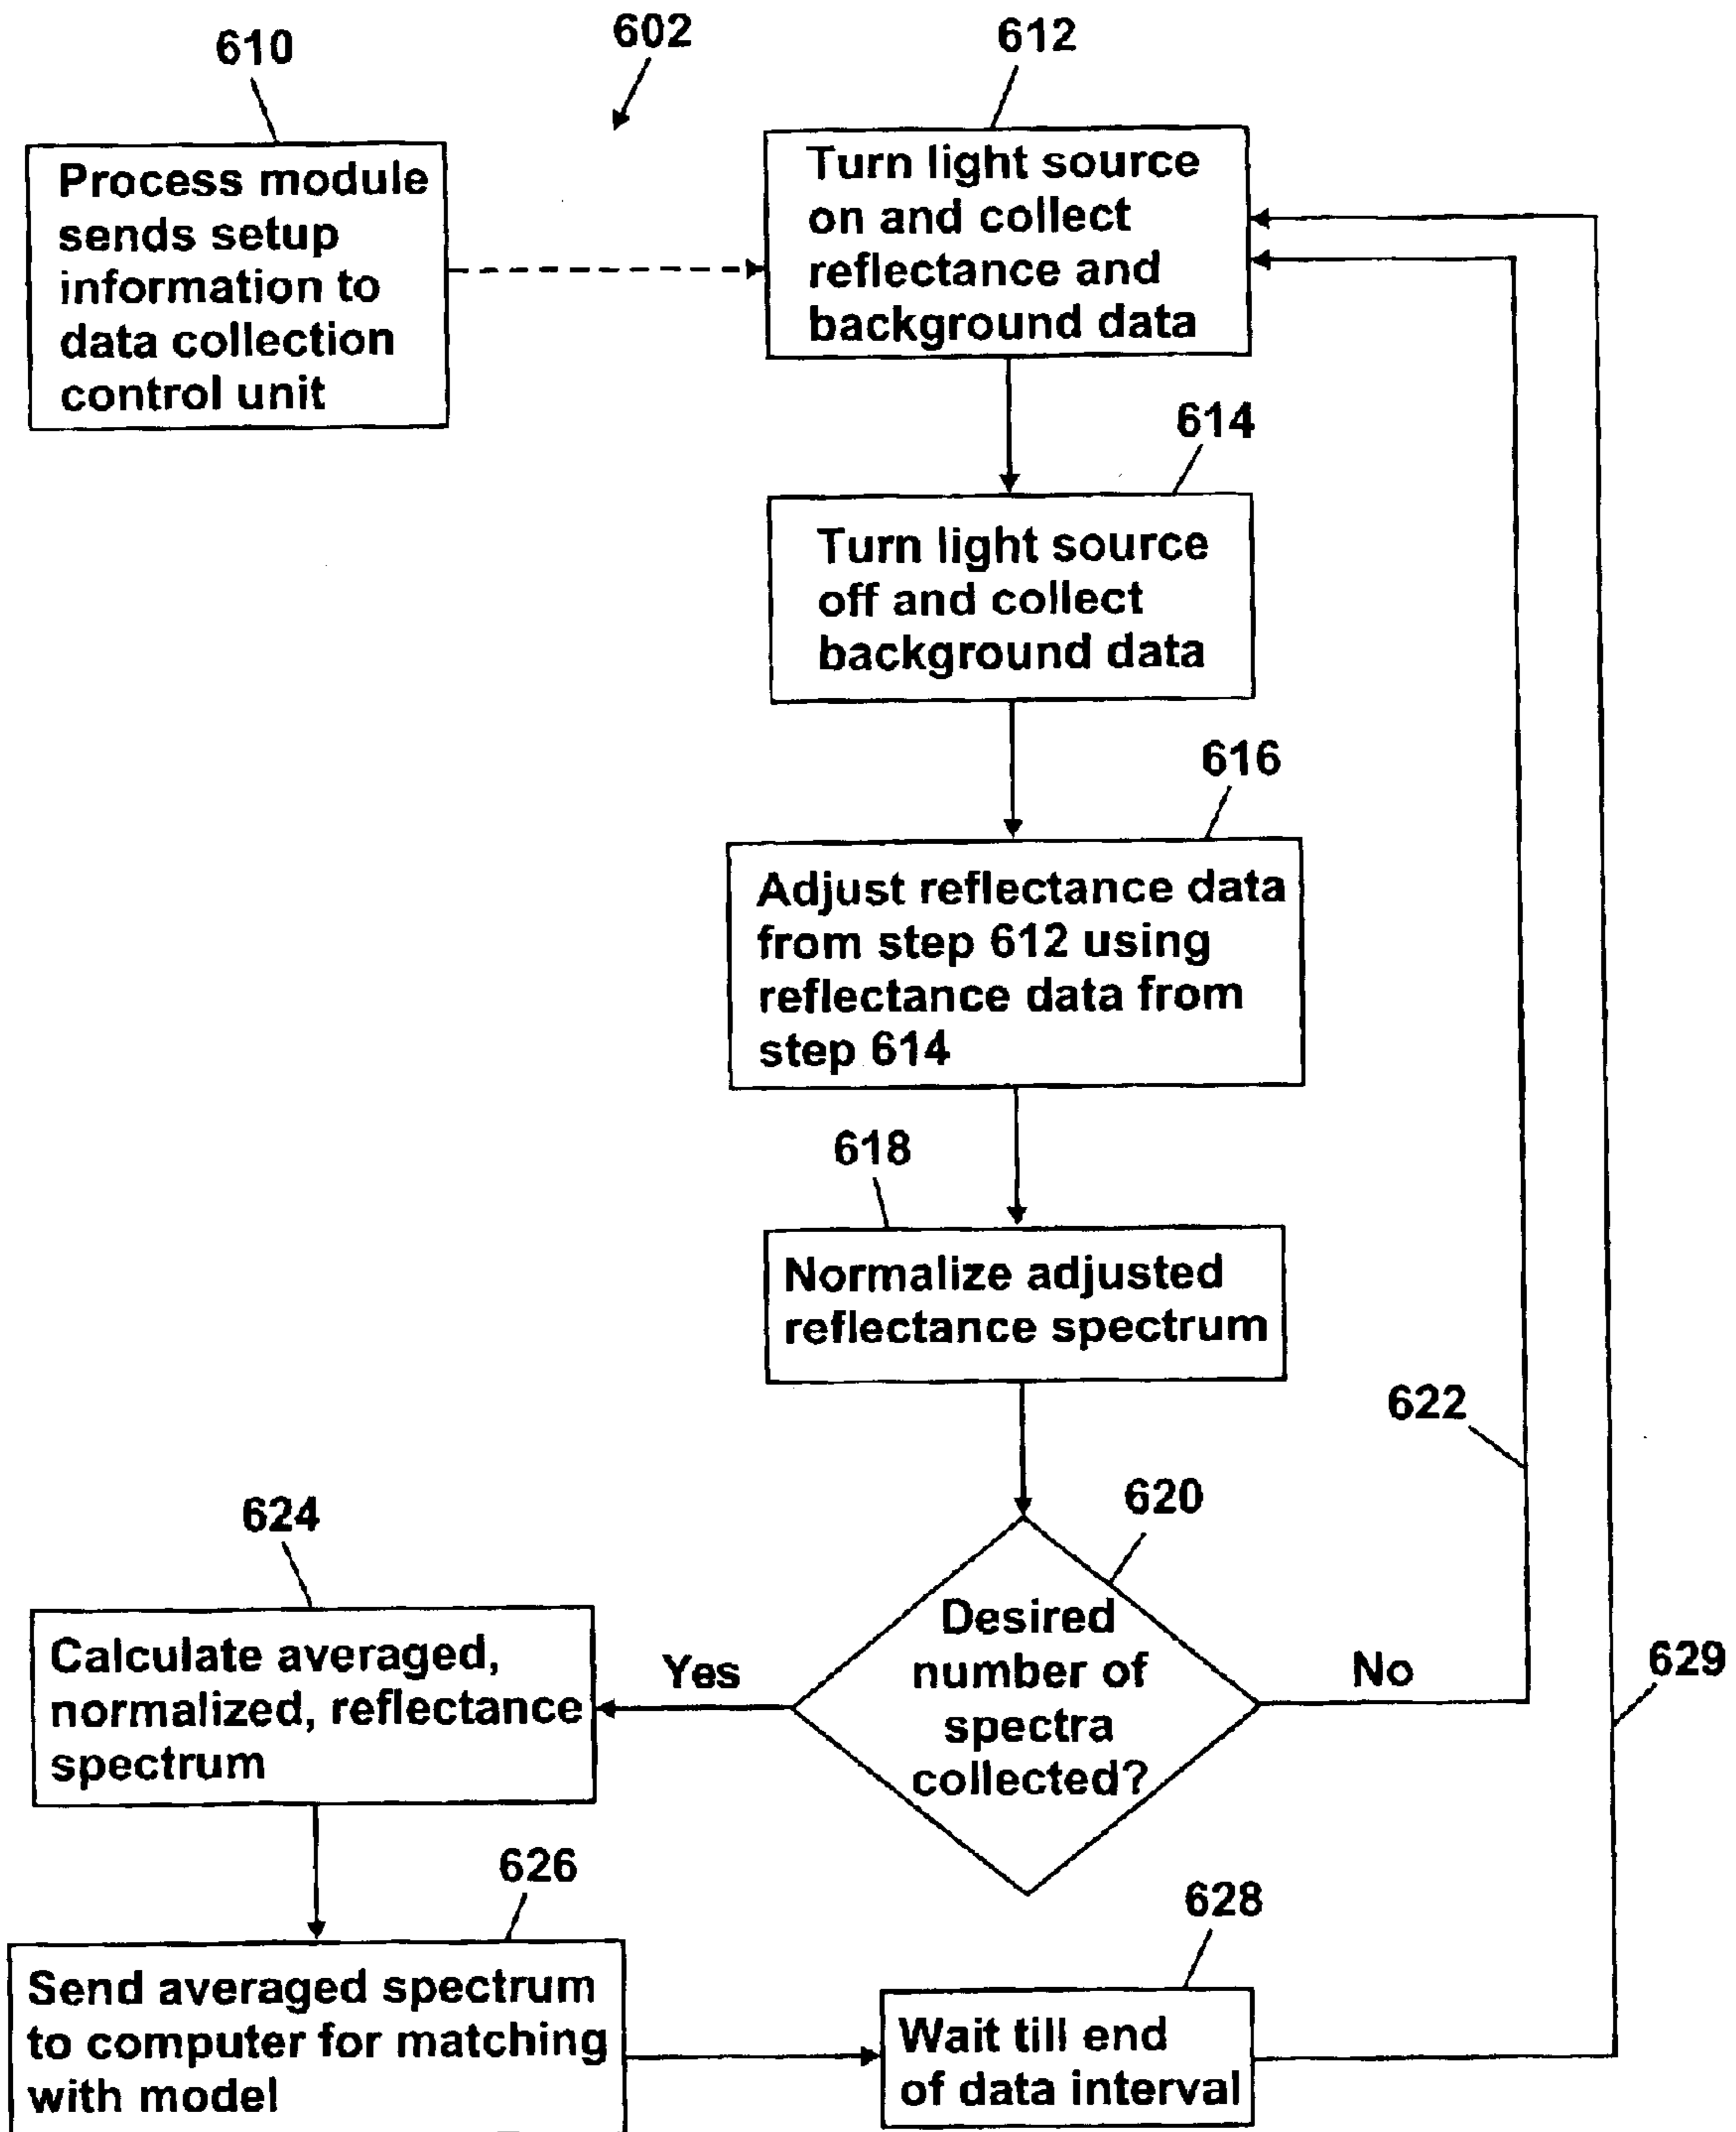 602
610
Process module
sends setup
information to
data collection
control unit
612
Turn light source
on and collect
reflectance and
background data
614
Turn light source
off and collect
background data
616
Adjust reflectance data
from step 612 using
reflectance data from
step 614
618
Normalize adjusted
reflectance spectrum
620
Desired
number of
spectra
collected?
No
622
Yes
624
Calculate averaged,
normalized, reflectance
spectrum
626
Send averaged spectrum
to computer for matching
with model
628
Wait till end
of data interval
629